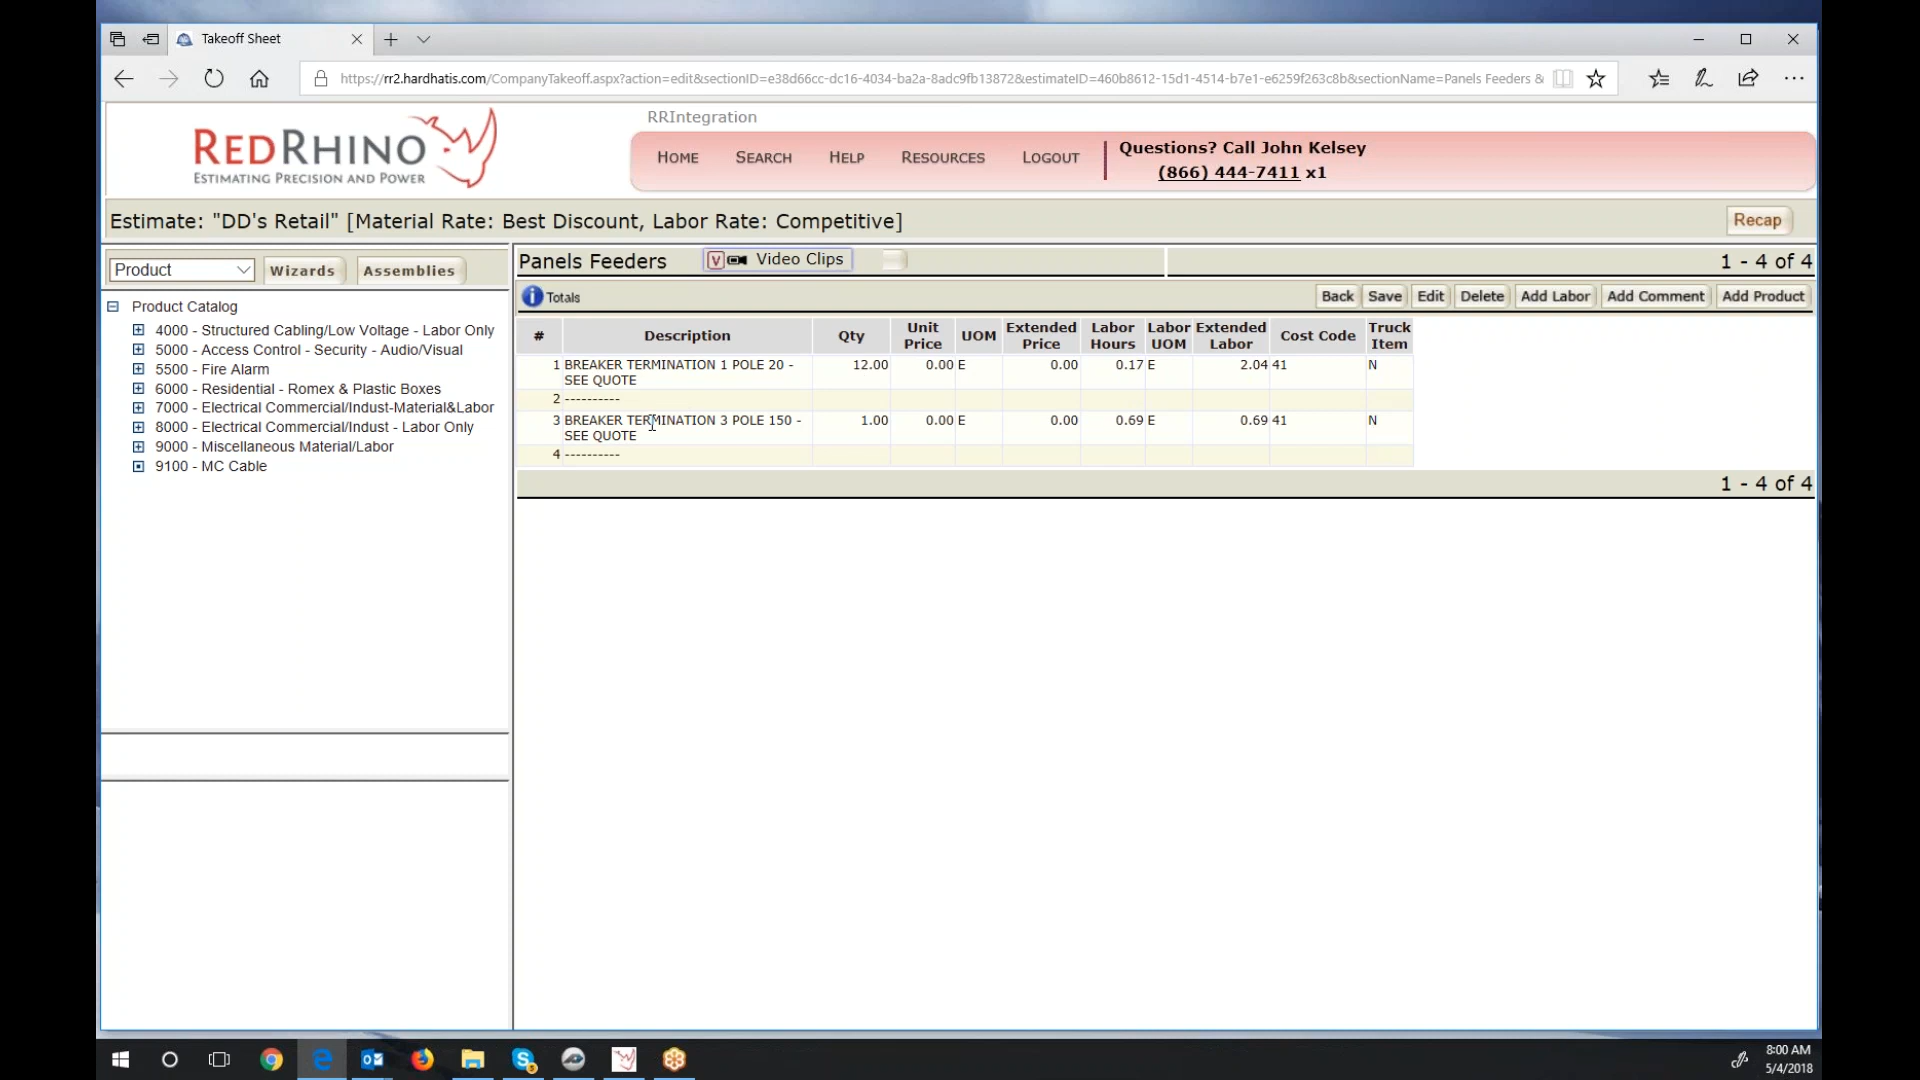 Takeoff Sheet
https://rr2.hardhatis.com/CompanyTakeoff.aspx?action=edit&sectionID=e38d66cc-dc16-4034-ba2a-8adc9fb13872&estimateID=460b8612-15d1-4514-b7e1-e6259f263c8b&sectionName=Panels Feeders &
REDRHINO
ESTIMATING PRECISION AND POWER
RRIntegration
HOME SEARCH HELP RESOURCES LOGOUT
Questions? Call John Kelsey
(866) 444-7411 x1
Estimate: "DD's Retail" [Material Rate: Best Discount, Labor Rate: Competitive]
Recap
Product Wizards Assemblies
Product Catalog
4000 - Structured Cabling/Low Voltage - Labor Only
5000 - Access Control - Security - Audio/Visual
5500 - Fire Alarm
6000 - Residential - Romex & Plastic Boxes
7000 - Electrical Commercial/Indust-Material&Labor
8000 - Electrical Commercial/Indust - Labor Only
9000 - Miscellaneous Material/Labor
9100 - MC Cable
Panels Feeders V Video Clips 1 - 4 of 4
i Totals Back Save Edit Delete Add Labor Add Comment Add Product
# Description Qty Unit Price UOM Extended Price Labor Hours Labor UOM Extended Labor Cost Code Truck Item
1 BREAKER TERMINATION 1 POLE 20 - SEE QUOTE 12.00 0.00 E 0.00 0.17 E 2.04 41 N
2 ----------
3 BREAKER TERMINATION 3 POLE 150 - SEE QUOTE 1.00 0.00 E 0.00 0.69 E 0.69 41 N
4 ----------
1 - 4 of 4
8:00 AM
5/4/2018